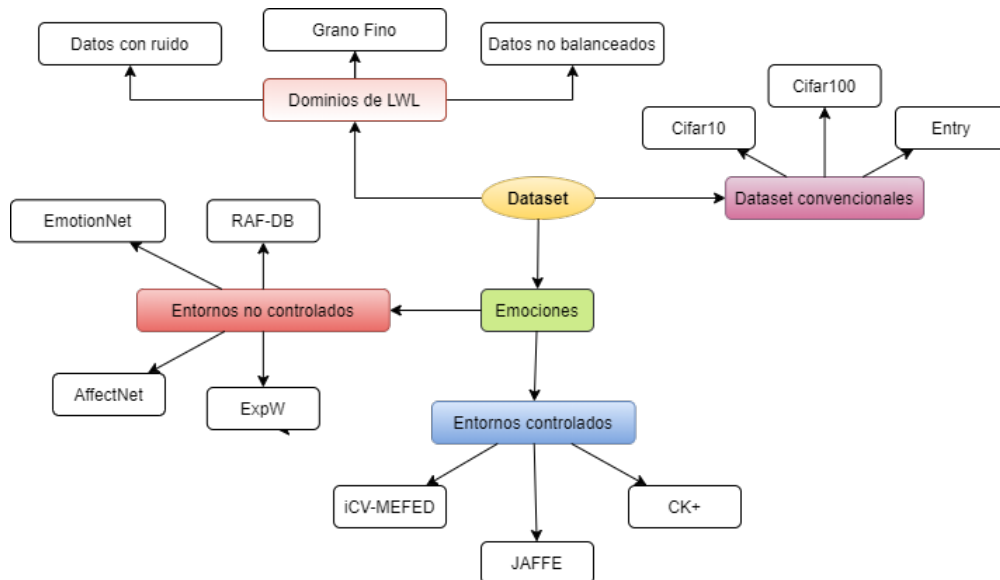 Grano Fino
Datos con ruido
Datos no balanceados
Dominios de LWL
Cifar100
Cifar10
Entry
Dataset
Dataset convencionales
EmotionNet
RAF-DB
Entornos no controlados
Emociones
AffectNet
ExpW
Entornos controlados
iCV-MEFED
CK+
JAFFE